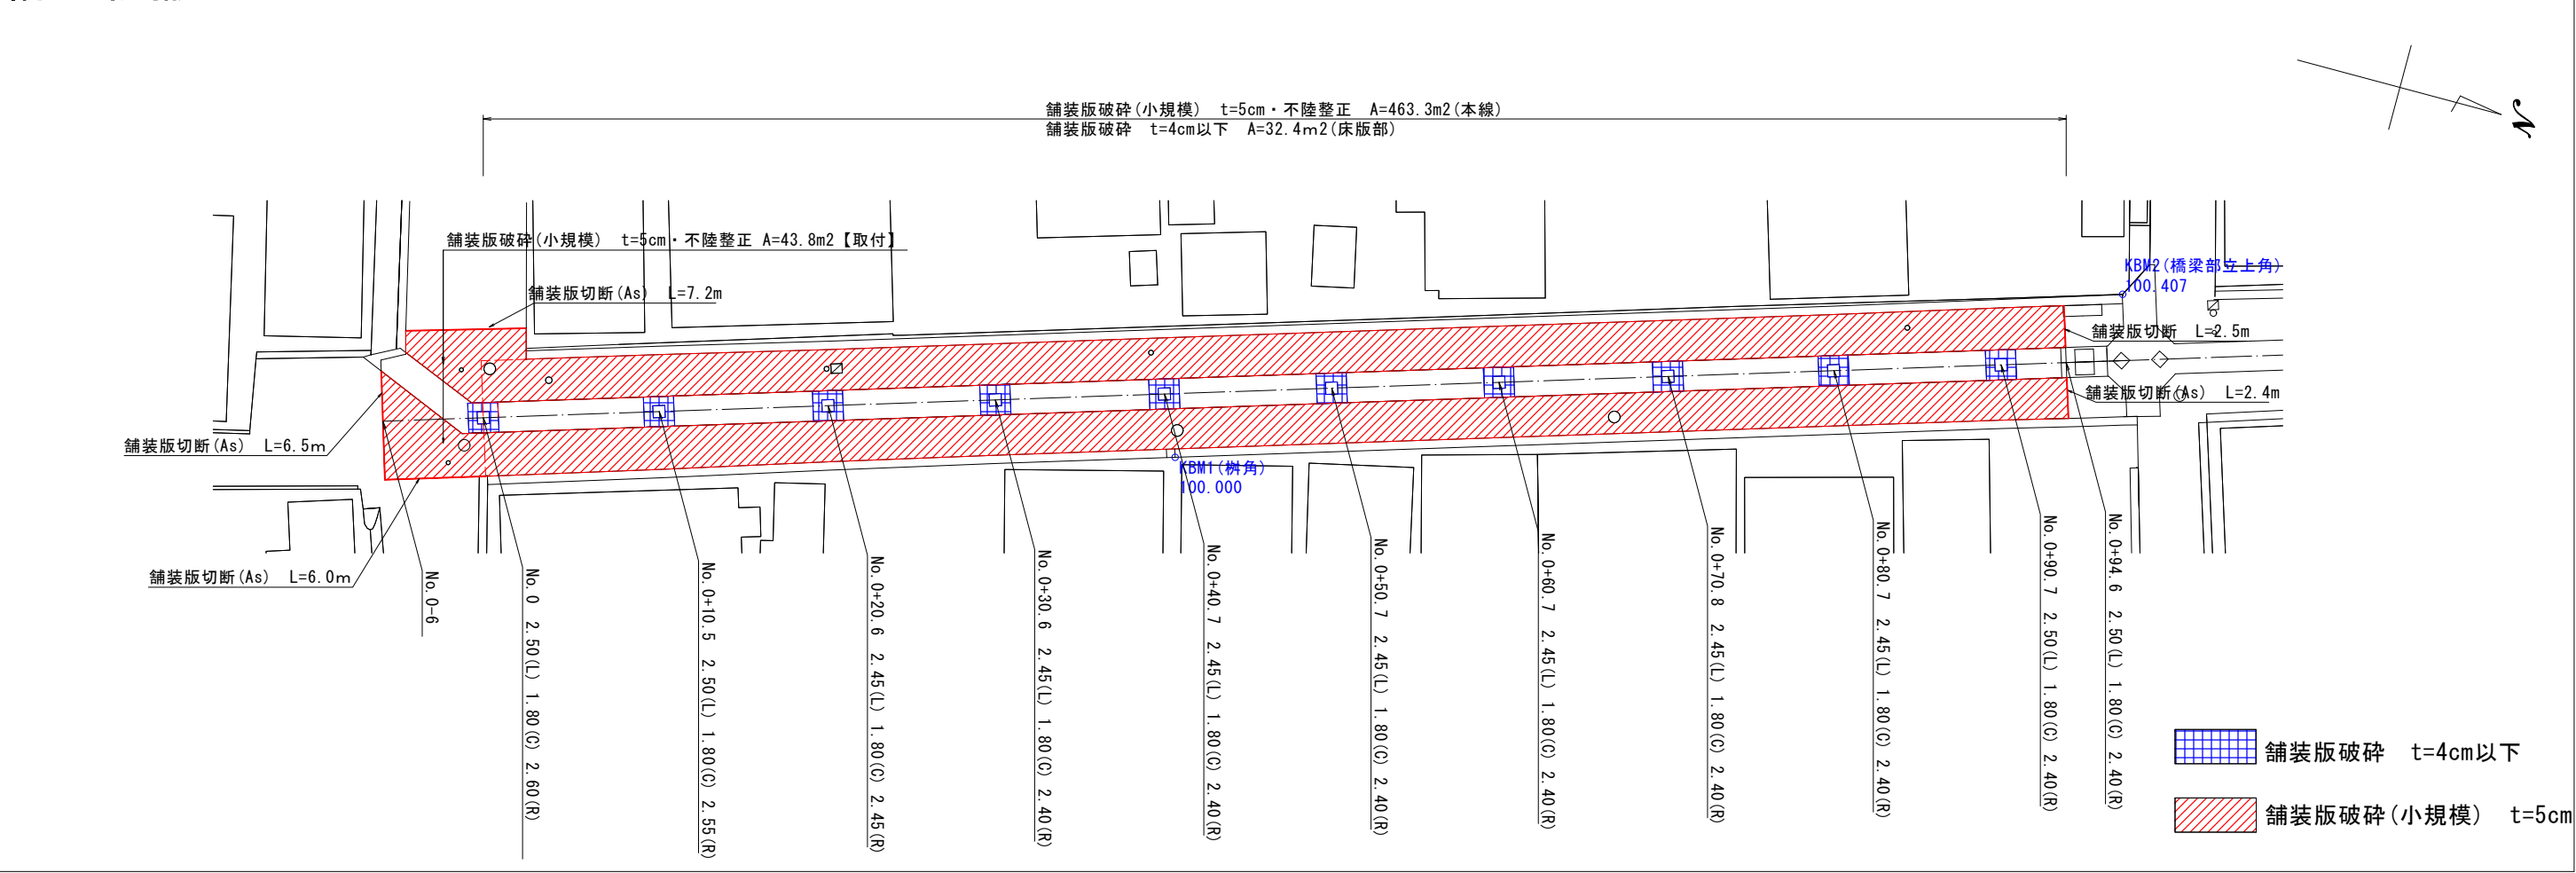 舗装版破砕(小規模) t=5cm・不陸整正 A=463.3m2(本線)
舗装版破砕 t=4cm以下 A=32.4m2(床版部)
N
舗装版破砕(小規模) t=5cm・不陸整正 A=43.8m2【取付】
舗装版切断(As) L=7.2m
KBM2(橋梁部立上角)
100.407
舗装版切断 L=2.5m
舗装版切断(As) L=2.4m
舗装版切断(As) L=6.5m
KBM1(桝角)
100.000
舗装版切断(As) L=6.0m
No.0-6
No.0 2.50(L) 1.80(C) 2.60(R)
No.0+10.5 2.50(L) 1.80(C) 2.55(R)
No.0+20.6 2.45(L) 1.80(C) 2.45(R)
No.0+30.6 2.45(L) 1.80(C) 2.40(R)
No.0+40.7 2.45(L) 1.80(C) 2.40(R)
No.0+50.7 2.45(L) 1.80(C) 2.40(R)
No.0+60.7 2.45(L) 1.80(C) 2.40(R)
No.0+70.8 2.45(L) 1.80(C) 2.40(R)
No.0+80.7 2.45(L) 1.80(C) 2.40(R)
No.0+90.7 2.50(L) 1.80(C) 2.40(R)
No.0+94.6 2.50(L) 1.80(C) 2.40(R)
舗装版破砕 t=4cm以下
舗装版破砕(小規模) t=5cm